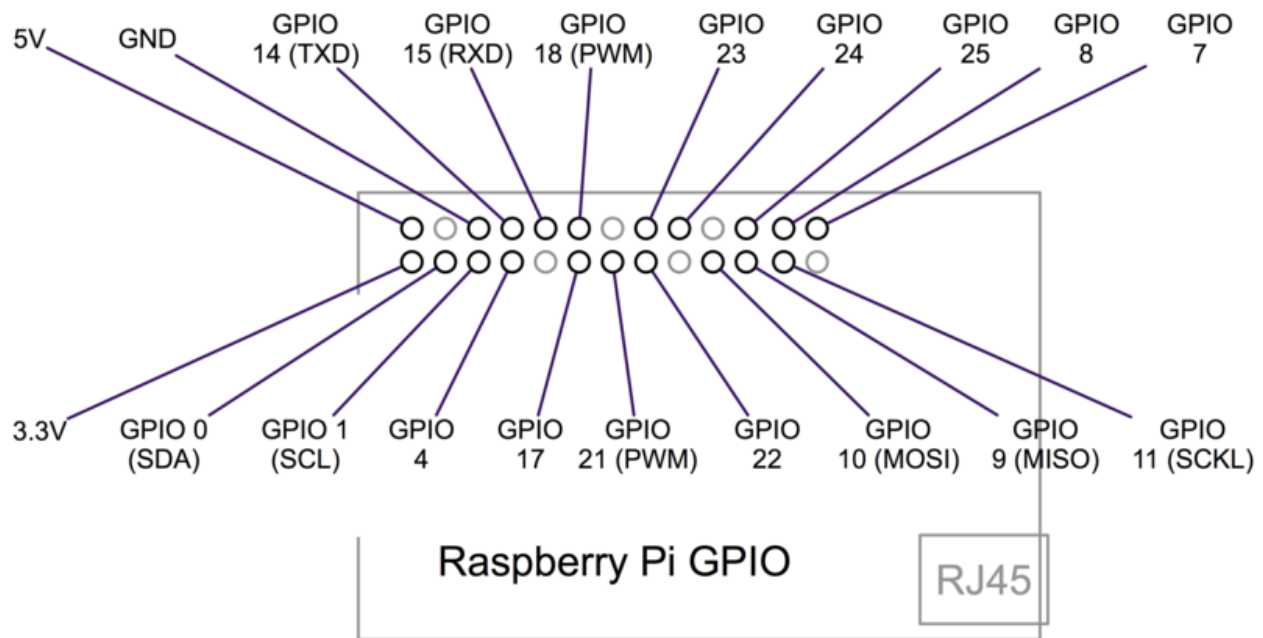 5V
GND
GPIO
14 (TXD)
GPIO
15 (RXD)
GPIO
18 (PWM)
GPIO
23
GPIO
24
GPIO
25
GPIO
8
GPIO
7
3.3V
GPIO 0
(SDA)
GPIO 1
(SCL)
GPIO
4
GPIO
17
GPIO
21 (PWM)
GPIO
22
GPIO
10 (MOSI)
GPIO
9 (MISO)
GPIO
11 (SCKL)
Raspberry Pi GPIO
RJ45